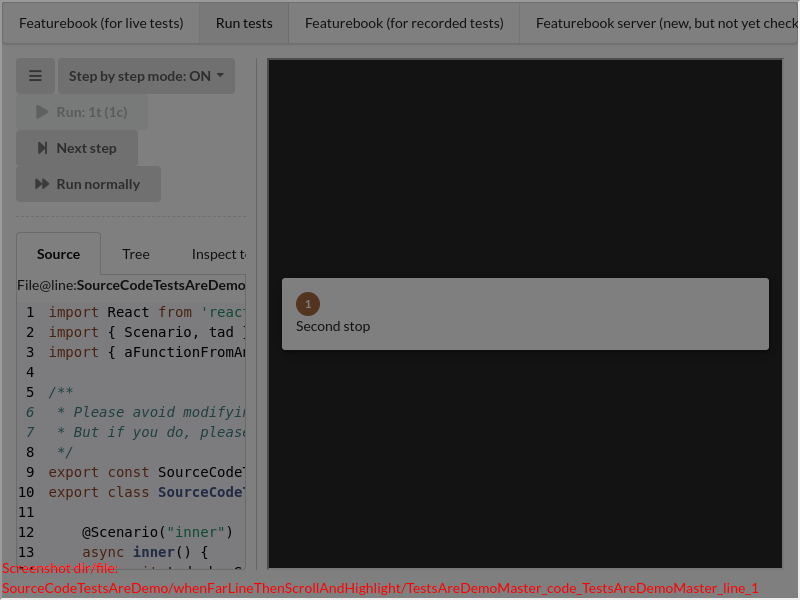 Featurebook (for live tests) Run tests Featurebook (for recorded tests) Featurebook server (new, but not yet check
Step by step mode: ON
Run: 1t (1c)
Next step
Run normally
Source Tree Inspect te
File@line:SourceCodeTestsAreDemo
1 import React from 'reac
2 import { Scenario, tad }
3 import { aFunctionFromAn
4
5 /**
6 * Please avoid modifyin
7 * But if you do, please
8 */
9 export const SourceCodeT
10 export class SourceCodeT
11
12 @Scenario("inner")
13 async inner() {
1
Second stop
Screenshot dir/file:
SourceCodeTestsAreDemo/whenFarLineThenScrollAndHighlight/TestsAreDemoMaster_code_TestsAreDemoMaster_line_1